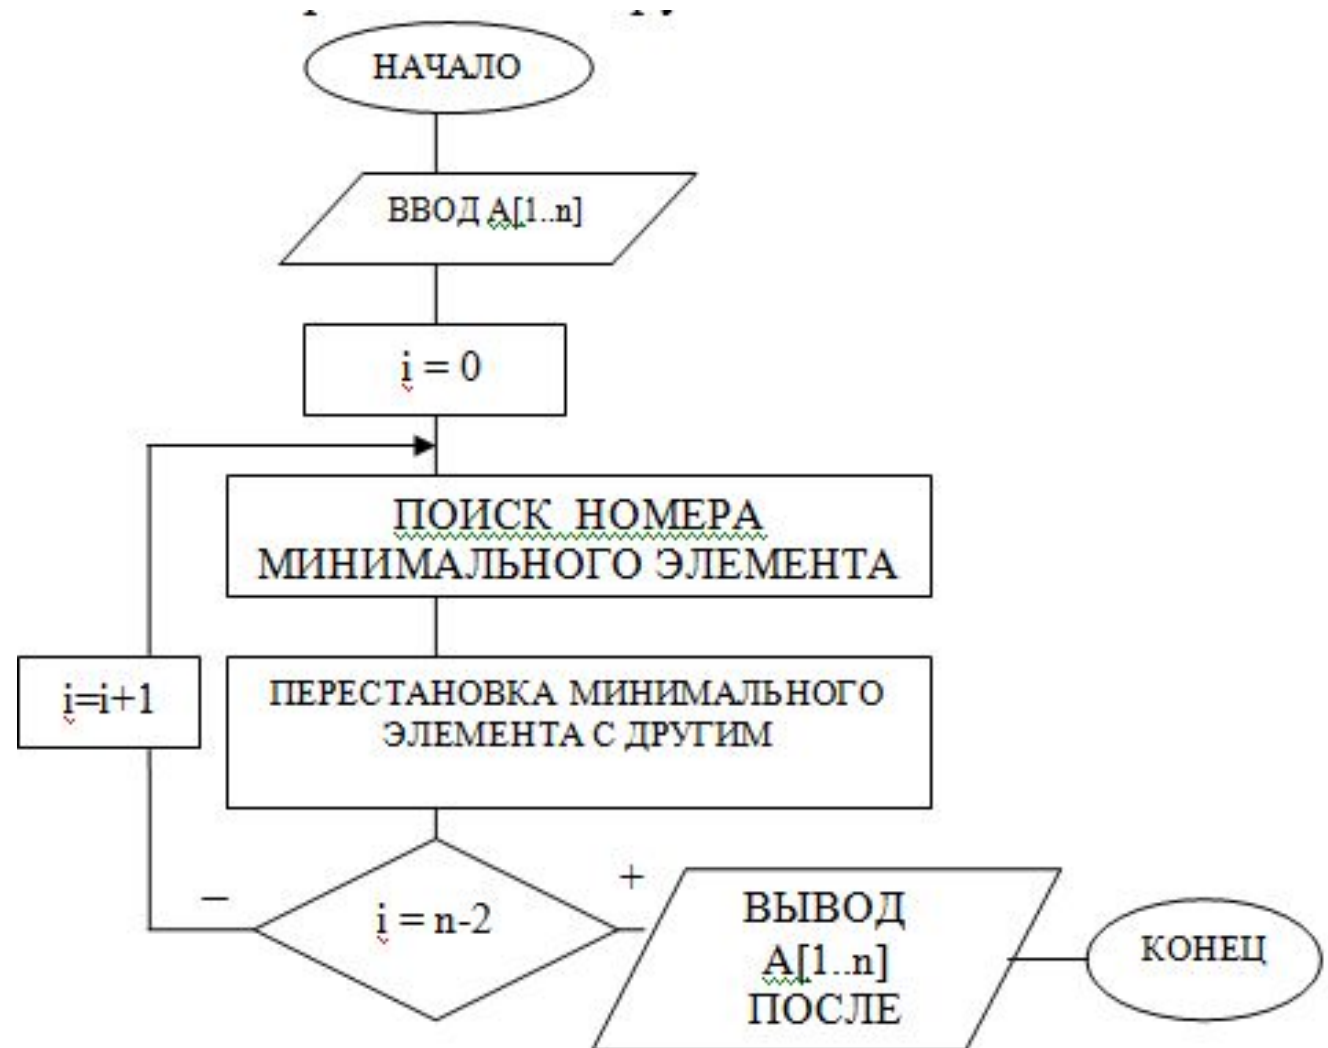 НАЧАЛО
ВВОД A[1..n]
i = 0
ПОИСК НОМЕРА
МИНИМАЛЬНОГО ЭЛЕМЕНТА
i=i+1
ПЕРЕСТАНОВКА МИНИМАЛЬНОГО
ЭЛЕМЕНТА С ДРУГИМ
–
i = n-2
+
ВЫВОД
A[1..n]
ПОСЛЕ
КОНЕЦ